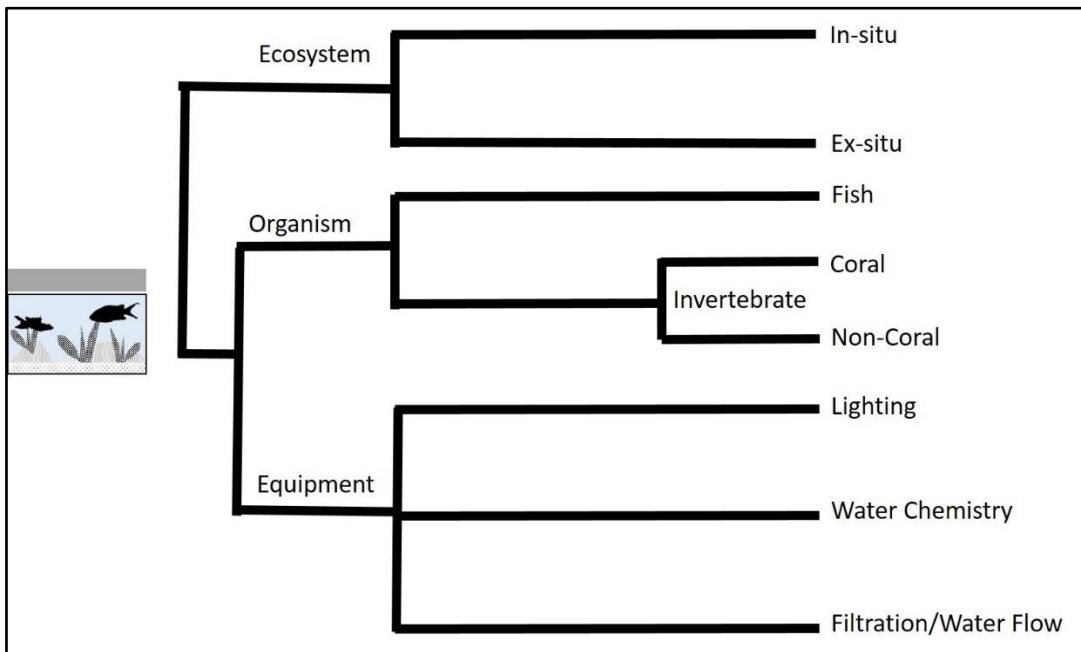 Ecosystem
In-situ
Ex-situ
Organism
Fish
Coral
Invertebrate
Non-Coral
Equipment
Lighting
Water Chemistry
Filtration/Water Flow